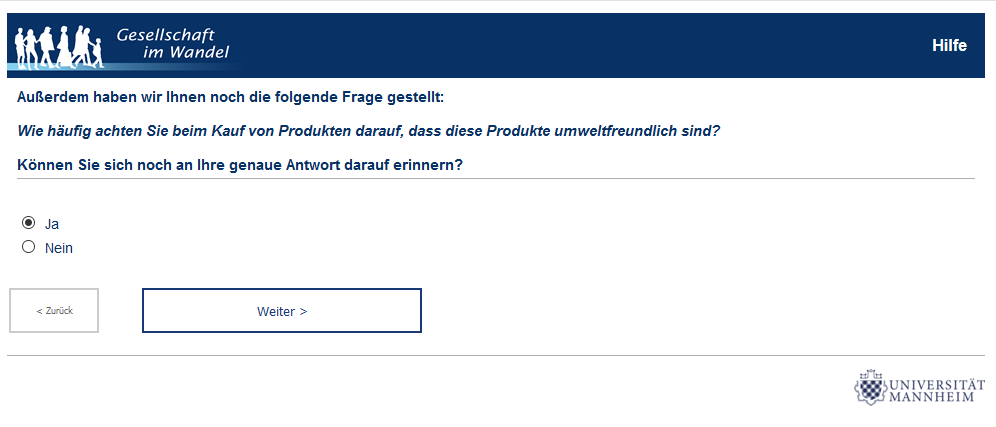 Gesellschaft
im Wandel
Hilfe
Außerdem haben wir Ihnen noch die folgende Frage gestellt:
Wie häufig achten Sie beim Kauf von Produkten darauf, dass diese Produkte umweltfreundlich sind?
Können Sie sich noch an Ihre genaue Antwort darauf erinnern?
Ja
Nein
< Zurück
Weiter >
UNIVERSITÄT
MANNHEIM